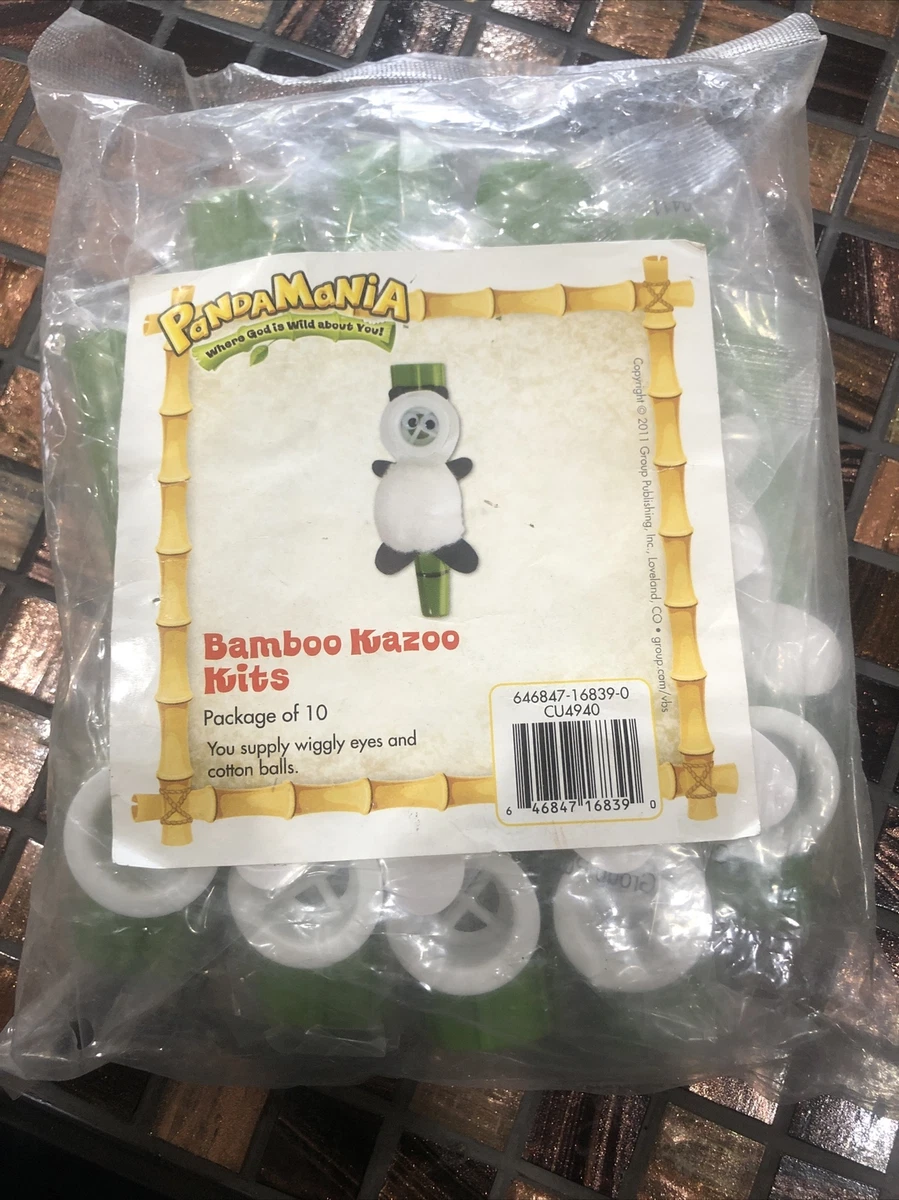 PANDAMANIA
Where God is Wild about You!
Copyright © 2011 Group Publishing, Inc., Loveland, CO • group.com/vbs
Bamboo Kazoo
Kits
Package of 10
You supply wiggly eyes and
cotton balls.
646847-16839-0
CU4940
6 46847 16839 0
Group